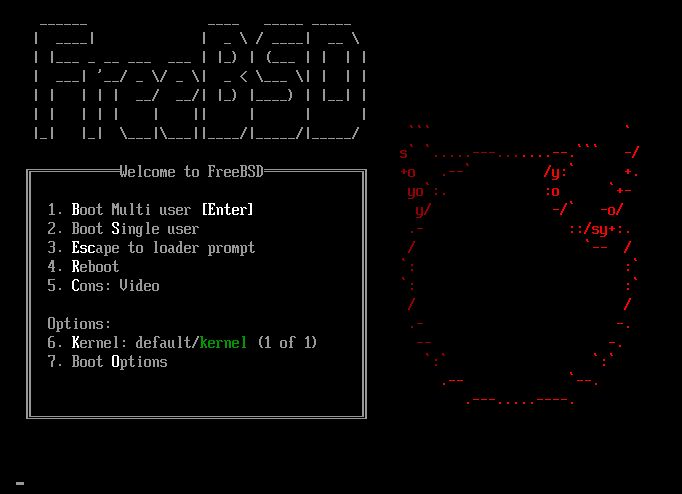 FreeBSD
Welcome to FreeBSD
1. Boot Multi user [Enter]
2. Boot Single user
3. Escape to loader prompt
4. Reboot
5. Cons: Video
Options:
6. Kernel: default/kernel (1 of 1)
7. Boot Options